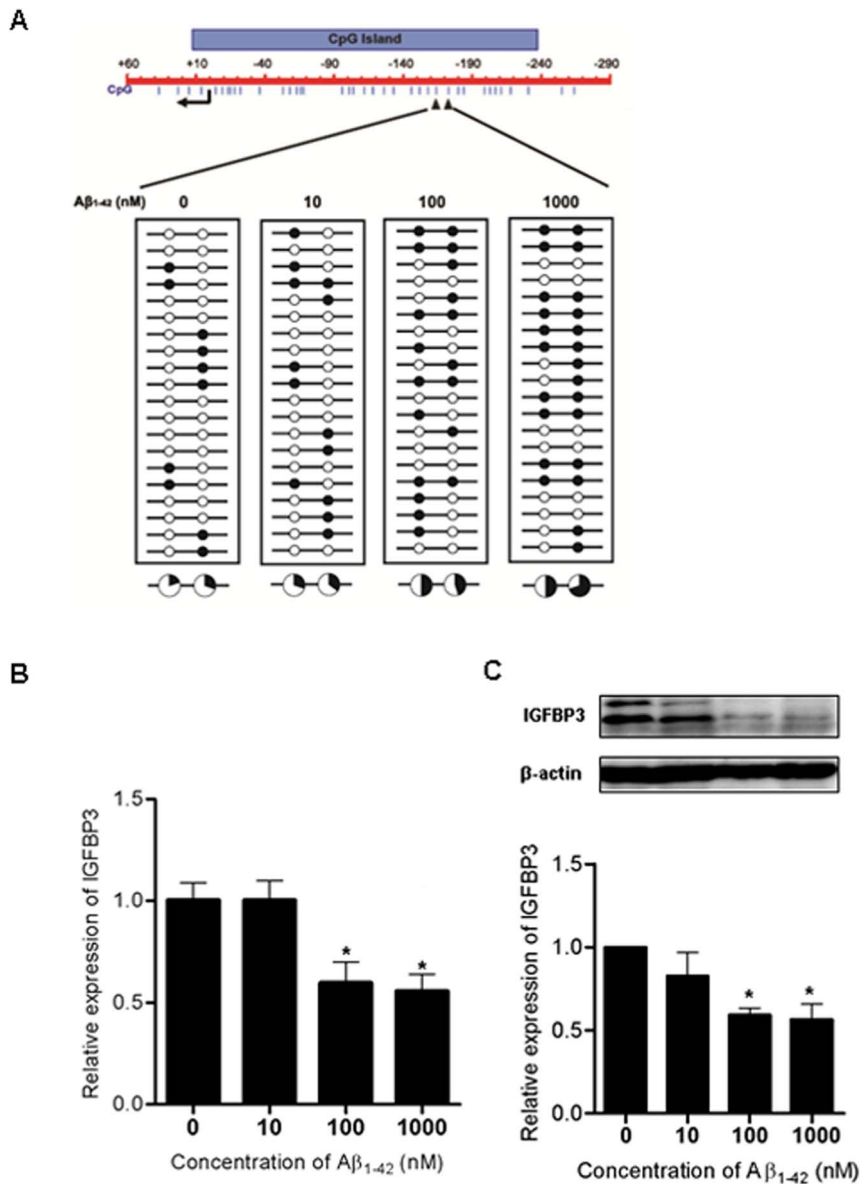 A
CpG Island
+60 +10 -40 -90 -140 -190 -240 -290
CpG
Aβ1-42 (nM) 0 10 100 1000
B
Relative expression of IGFBP3
1.5
1.0
0.5
0.0
* *
0 10 100 1000
Concentration of Aβ1-42 (nM)
C
IGFBP3
β-actin
Relative expression of IGFBP3
1.5
1.0
0.5
0.0
* *
0 10 100 1000
Concentration of Aβ1-42 (nM)